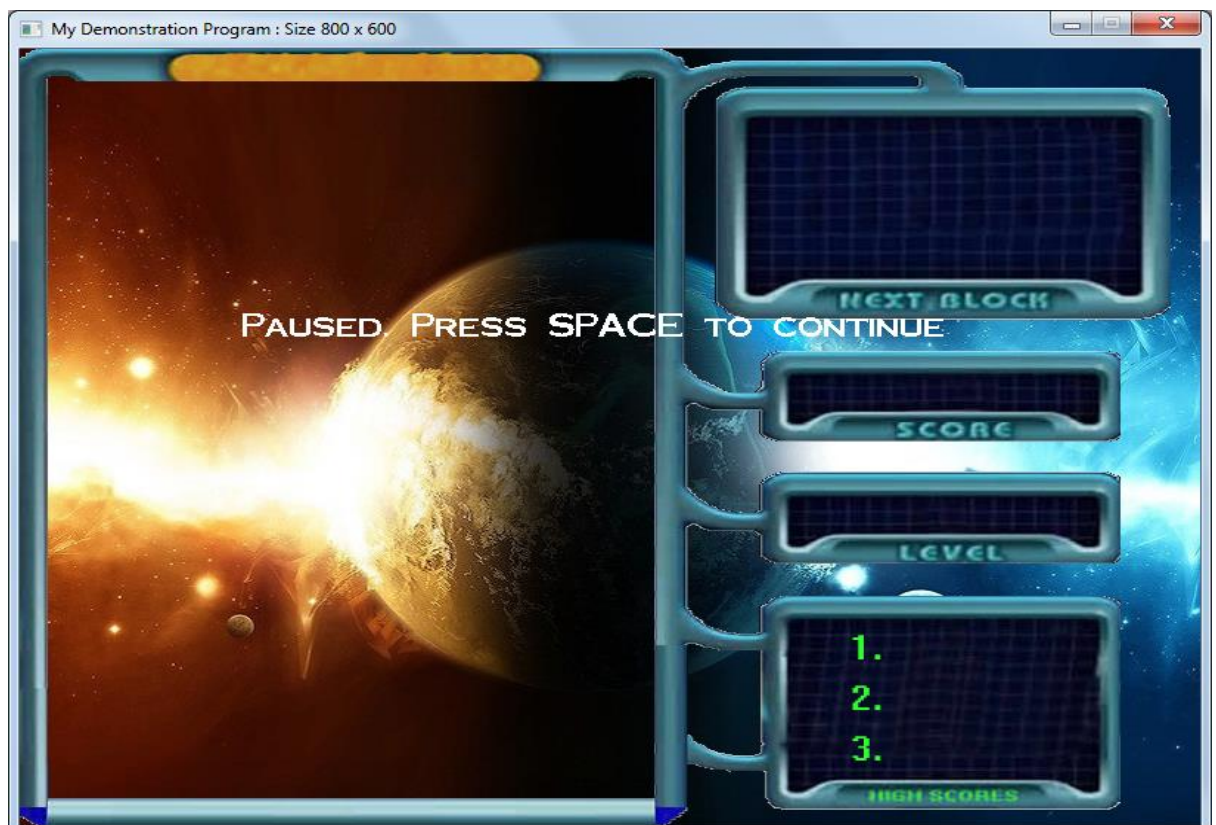 My Demonstration Program : Size 800 x 600
NEXT BLOCK
PAUSED. PRESS SPACE TO CONTINUE
SCORE
LEVEL
1.
2.
3.
HIGH SCORES